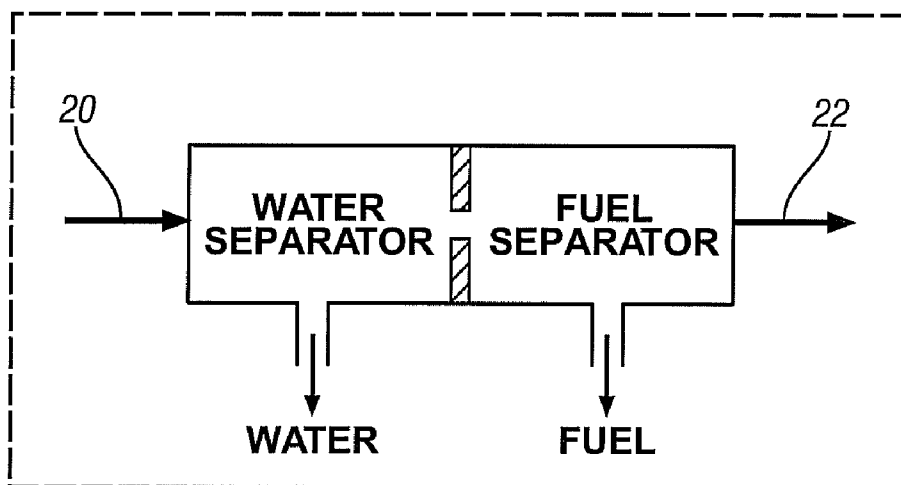 20
22
WATER
SEPARATOR
FUEL
SEPARATOR
WATER
FUEL